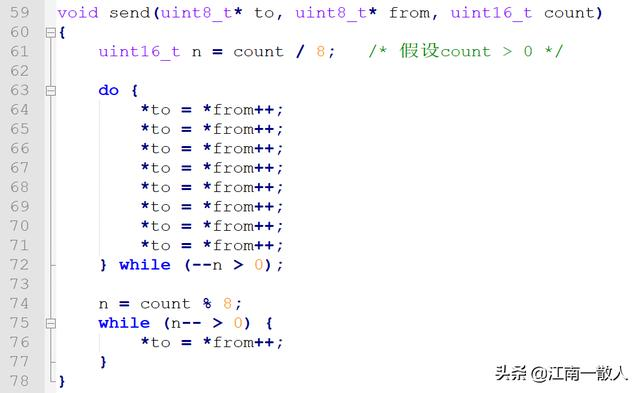 59 void send(uint8_t* to, uint8_t* from, uint16_t count)
60 {
61     uint16_t n = count / 8;   /* 假设count > 0 */
62
63     do {
64         *to = *from++;
65         *to = *from++;
66         *to = *from++;
67         *to = *from++;
68         *to = *from++;
69         *to = *from++;
70         *to = *from++;
71         *to = *from++;
72     } while (--n > 0);
73
74     n = count % 8;
75     while (n-- > 0) {
76         *to = *from++;
77     }
78 }
头条 @江南一散人